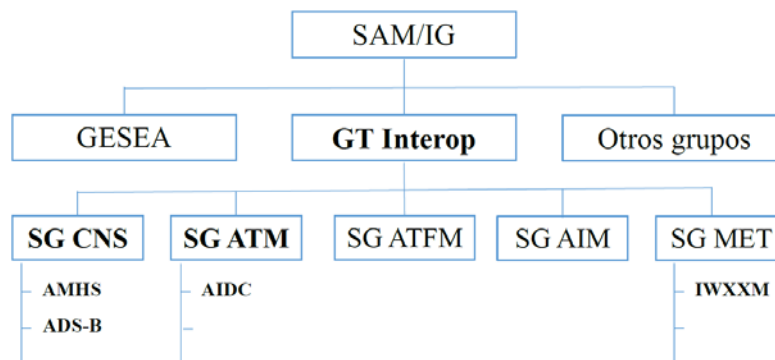 SAM/IG
GESEA
GT Interop
Otros grupos
SG CNS
SG ATM
SG ATFM
SG AIM
SG MET
AMHS
AIDC
IWXXM
ADS-B